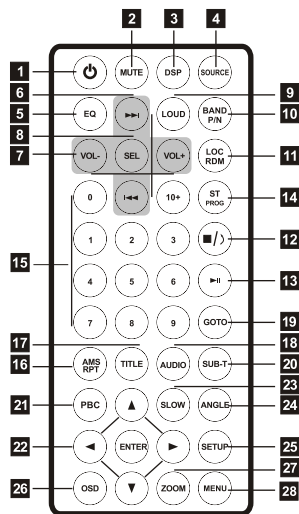 2 3 4
1 MUTE DSP SOURCE
6 9
5 EQ LOUD BAND P/N 10
8
7 VOL- SEL VOL+ LOC RDM 11
0 10+ ST PROG 14
1 2 3 12
15
4 5 6 13
7 8 9 GOTO 19
17 18
16 AMS RPT TITLE AUDIO SUB-T 20
23
21 PBC SLOW ANGLE 24
22 ENTER SETUP 25
27
26 OSD ZOOM MENU 28